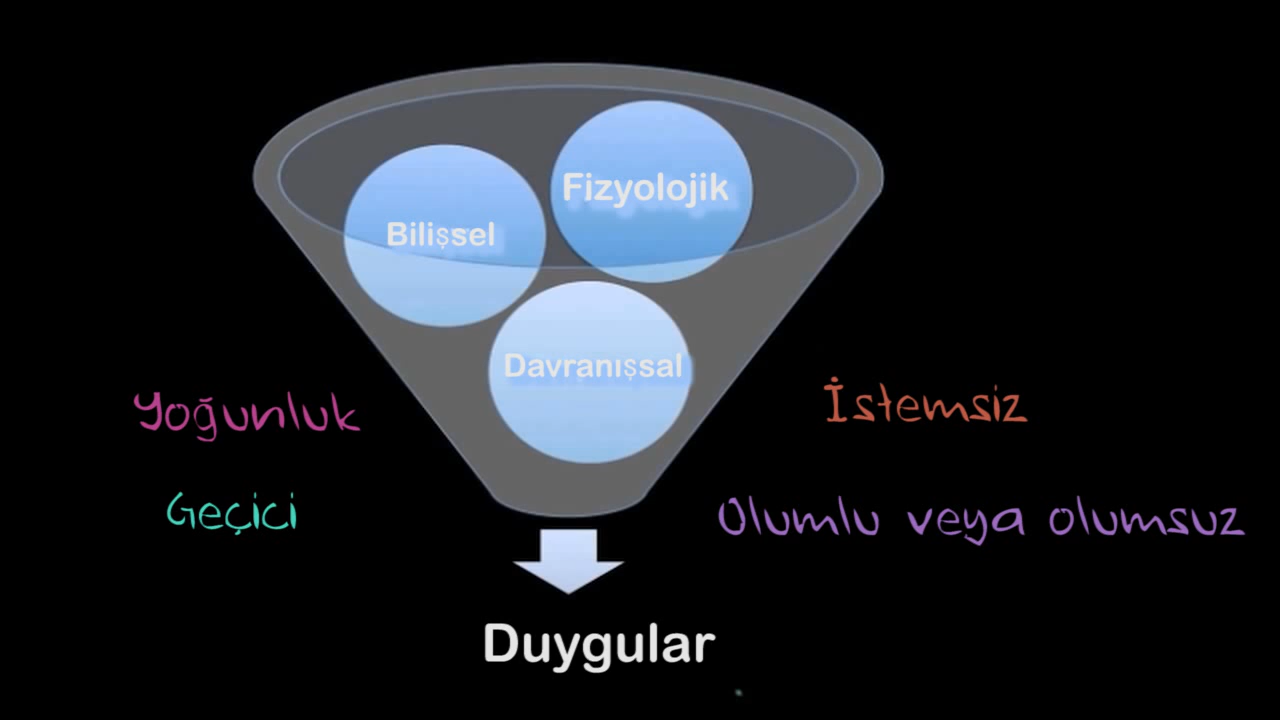 Fizyolojik
Bilişsel
Davranışsal
Yoğunluk
İstemsiz
Geçici
Olumlu veya olumsuz
Duygular